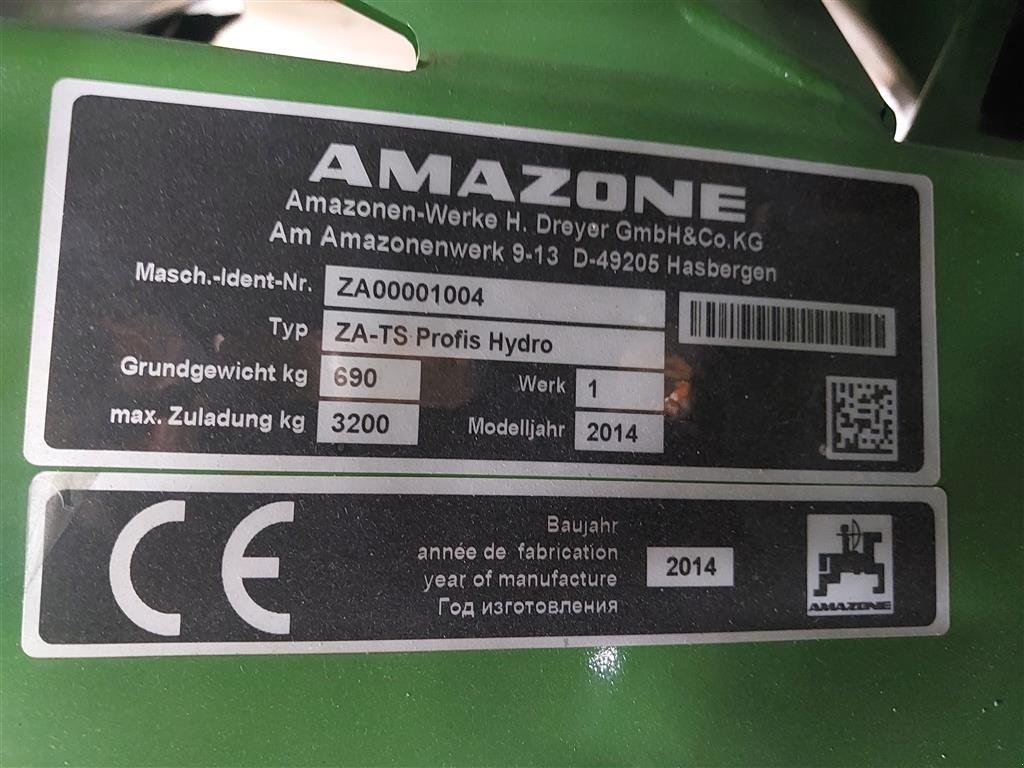 AMAZONE
Amazonen-Werke H. Dreyer GmbH&Co.KG
Am Amazonenwerk 9-13 D-49205 Hasbergen
Masch.-Ident-Nr. ZA00001004
Typ ZA-TS Profis Hydro
Grundgewicht kg 690 Werk 1
max. Zuladung kg 3200 Modelljahr 2014
CE
Baujahr
année de fabrication
year of manufacture 2014
Год изготовления
AMAZONE